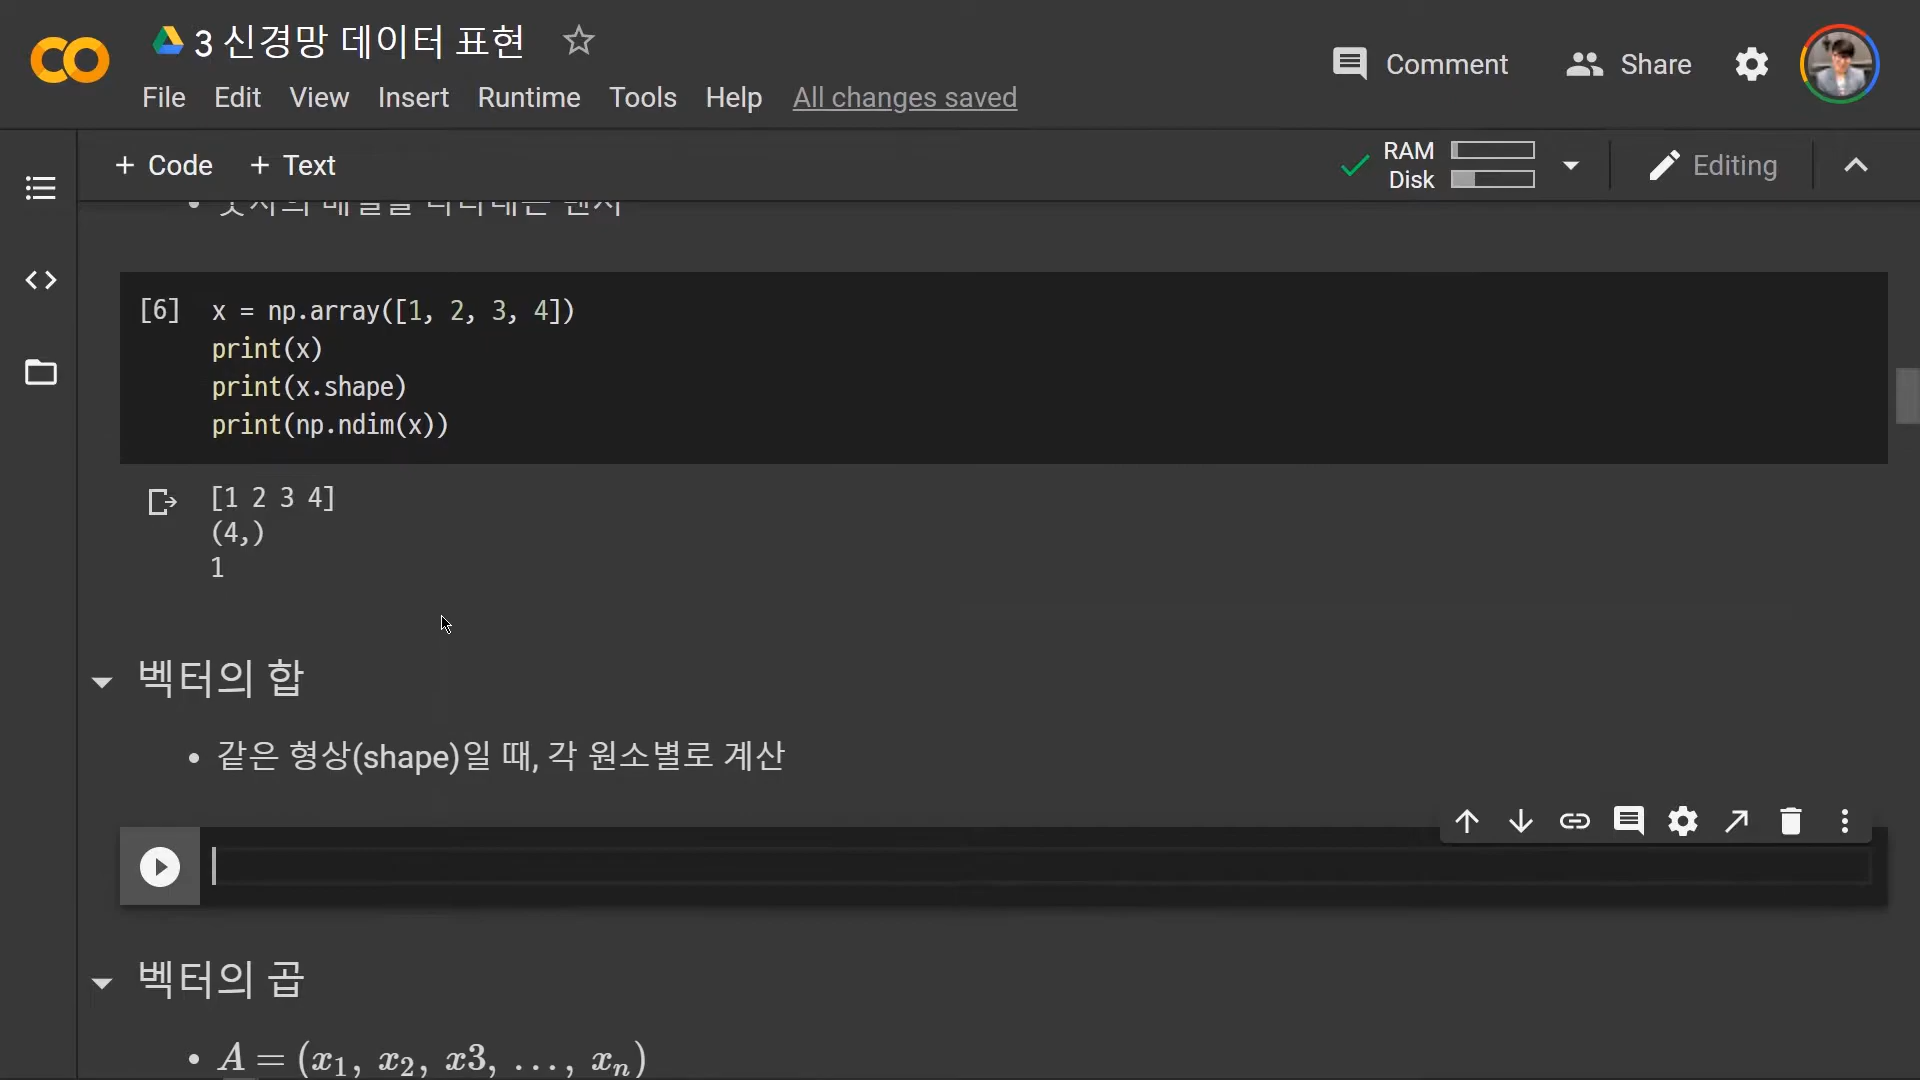 3 신경망 데이터 표현
File Edit View Insert Runtime Tools Help All changes saved
Comment Share
+ Code + Text
RAM
Disk
Editing
[6] x = np.array([1, 2, 3, 4])
print(x)
print(x.shape)
print(np.ndim(x))
[1 2 3 4]
(4,)
1
벡터의 합
• 같은 형상(shape)일 때, 각 원소별로 계산
벡터의 곱
• A = (x₁, x₂, x3, …, xₙ)